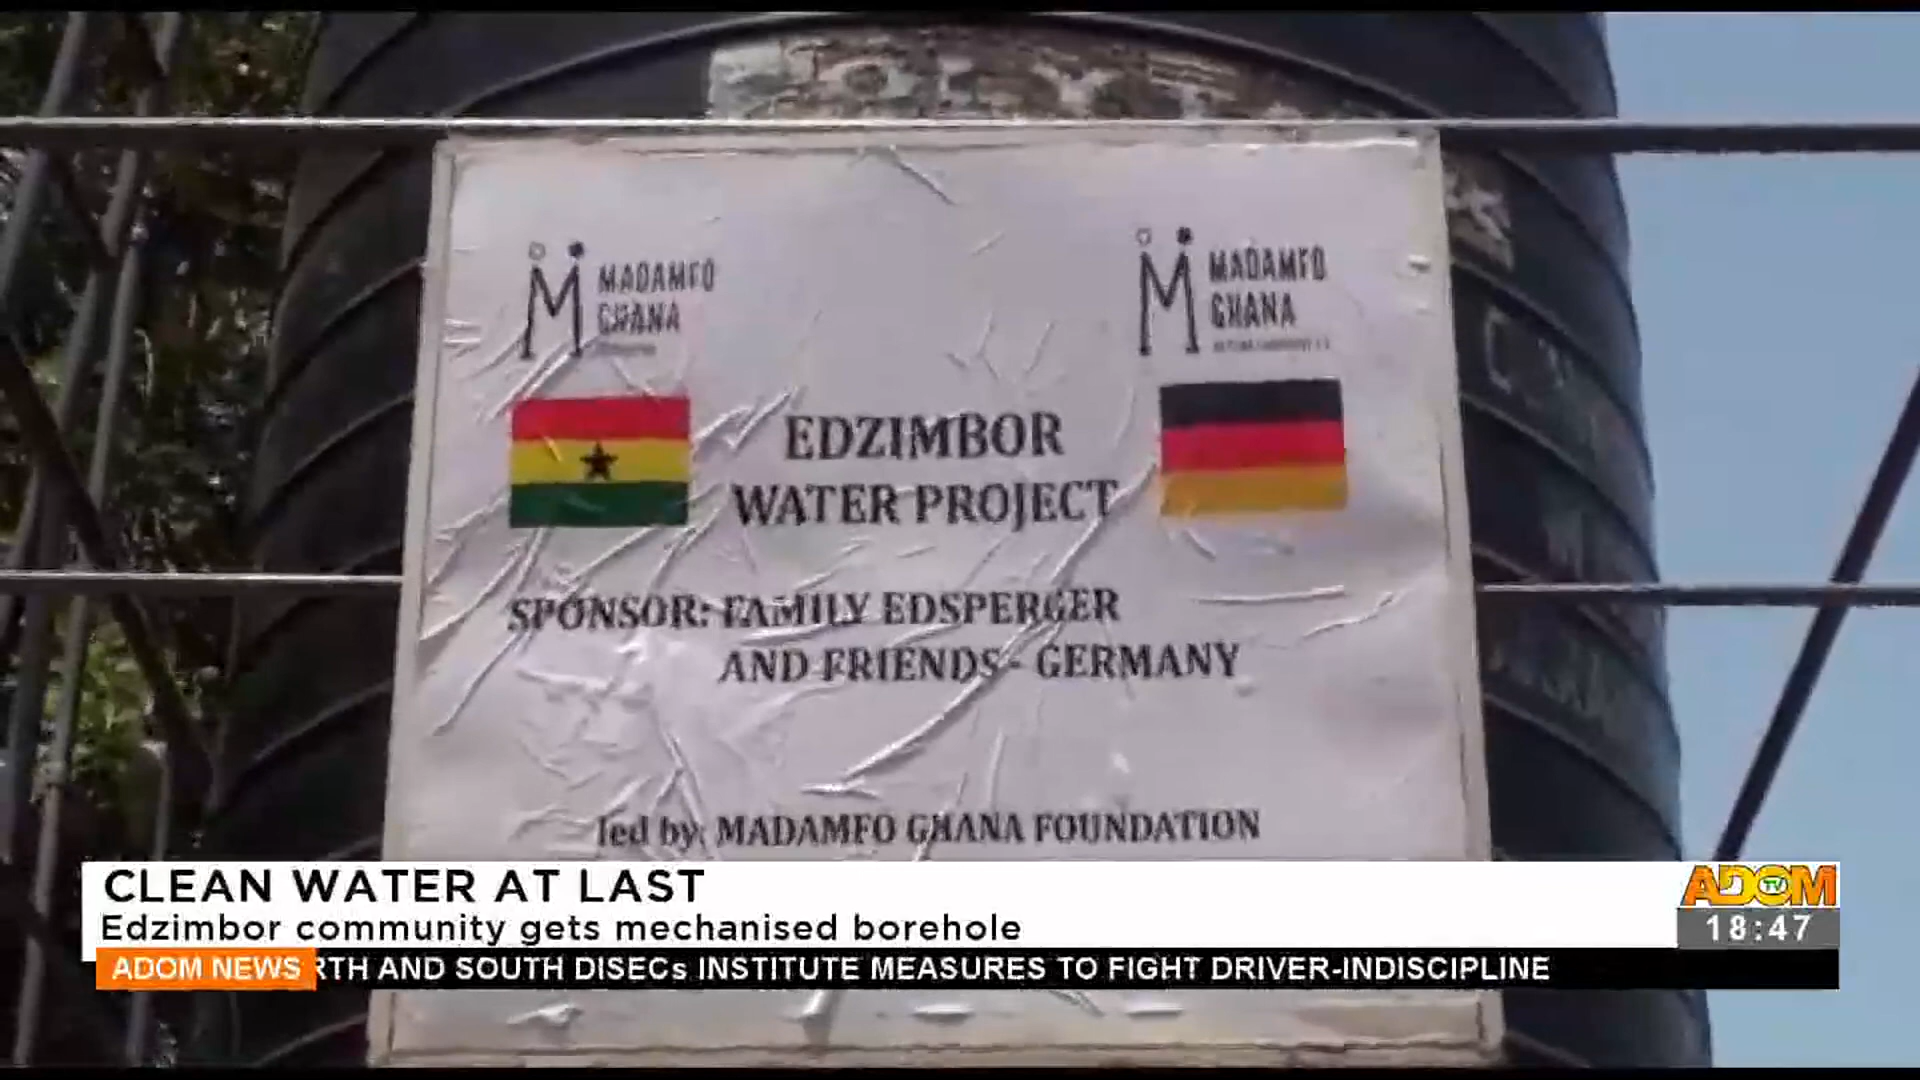 MADAMFO
GHANA
MADAMFO
GHANA
EDZIMBOR
WATER PROJECT
SPONSOR: FAMILY EDSPERGER
AND FRIENDS - GERMANY
led by: MADAMFO GHANA FOUNDATION
CLEAN WATER AT LAST
Edzimbor community gets mechanised borehole
ADOM TV
18:47
ADOM NEWS
RTH AND SOUTH DISECs INSTITUTE MEASURES TO FIGHT DRIVER-INDISCIPLINE